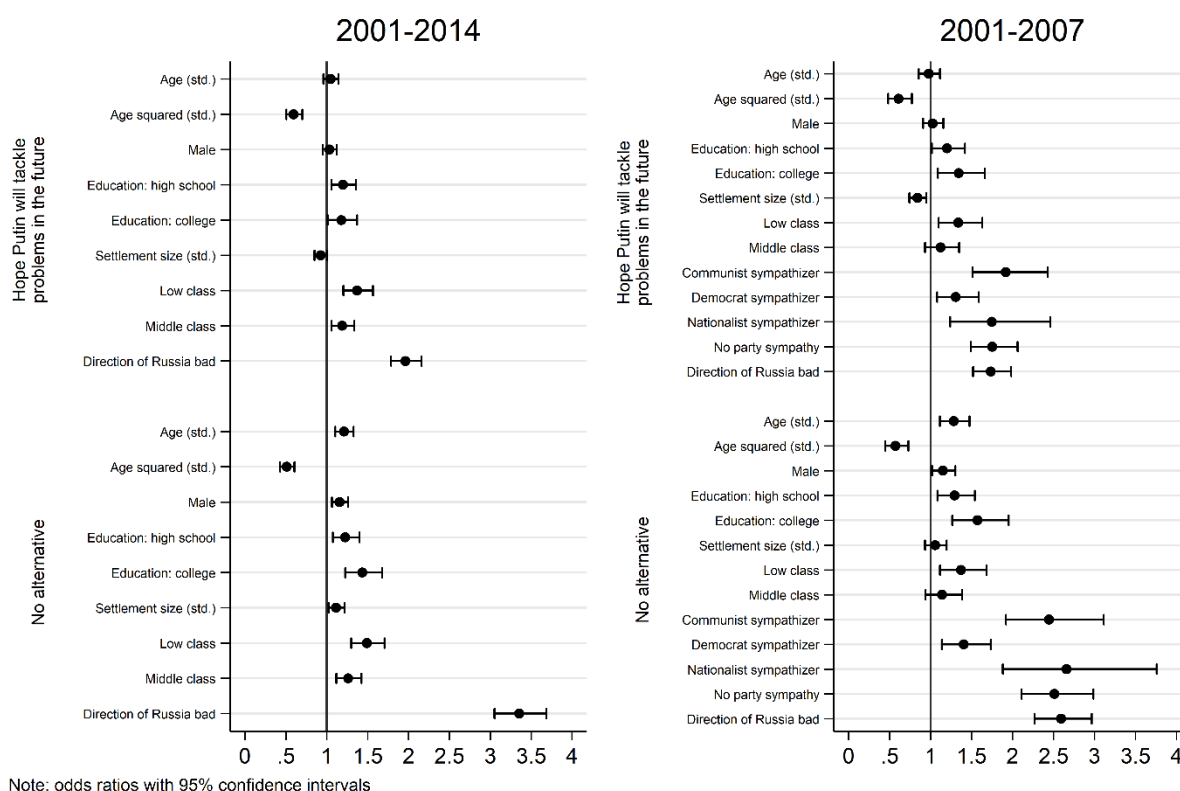 2001-2014
Hope Putin will tackle
problems in the future
Age (std.)
Age squared (std.)
Male
Education: high school
Education: college
Settlement size (std.)
Low class
Middle class
Direction of Russia bad
No alternative
Age (std.)
Age squared (std.)
Male
Education: high school
Education: college
Settlement size (std.)
Low class
Middle class
Direction of Russia bad
0 .5 1 1.5 2 2.5 3 3.5 4
2001-2007
Hope Putin will tackle
problems in the future
Age (std.)
Age squared (std.)
Male
Education: high school
Education: college
Settlement size (std.)
Low class
Middle class
Communist sympathizer
Democrat sympathizer
Nationalist sympathizer
No party sympathy
Direction of Russia bad
No alternative
Age (std.)
Age squared (std.)
Male
Education: high school
Education: college
Settlement size (std.)
Low class
Middle class
Communist sympathizer
Democrat sympathizer
Nationalist sympathizer
No party sympathy
Direction of Russia bad
0 .5 1 1.5 2 2.5 3 3.5 4
Note: odds ratios with 95% confidence intervals